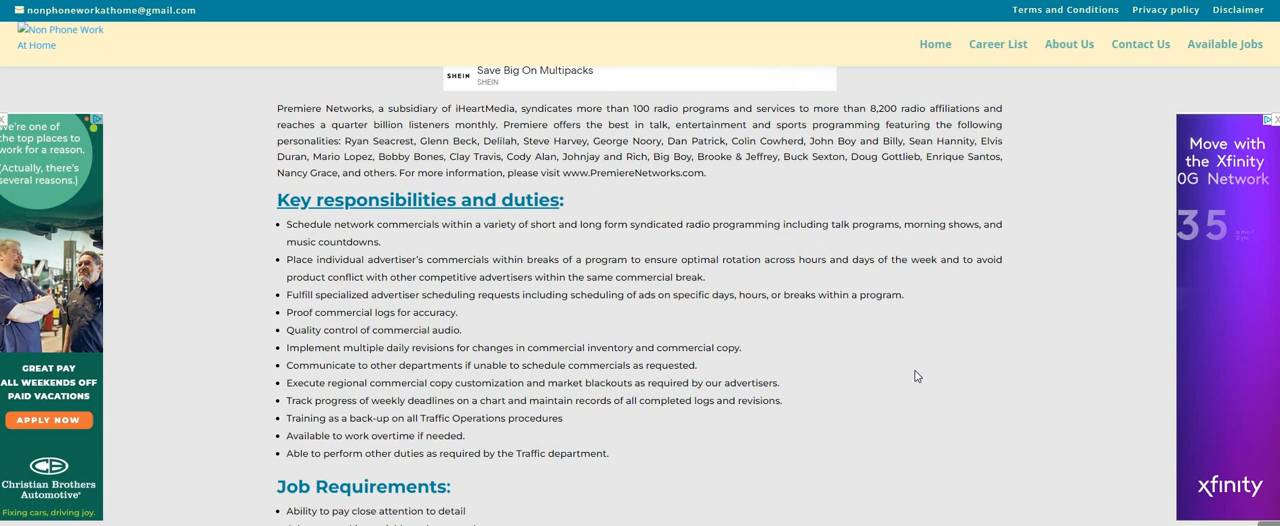 nonphoneworkathome@gmail.com
Terms and Conditions Privacy policy Disclaimer
Non Phone Work
At Home
Home Career List About Us Contact Us Available Jobs
SHEIN
Save Big On Multipacks
SHEIN
We're one of
the top places to
work for a reason.
(Actually, there's
several reasons.)
GREAT PAY
ALL WEEKENDS OFF
PAID VACATIONS
APPLY NOW
Christian Brothers
Automotive
Fixing cars, driving joy.
Premiere Networks, a subsidiary of iHeartMedia, syndicates more than 100 radio programs and services to more than 8,200 radio affiliations and
reaches a quarter billion listeners monthly. Premiere offers the best in talk, entertainment and sports programming featuring the following
personalities: Ryan Seacrest, Glenn Beck, Delilah, Steve Harvey, George Noory, Dan Patrick, Colin Cowherd, John Boy and Billy, Sean Hannity, Elvis
Duran, Mario Lopez, Bobby Bones, Clay Travis, Cody Alan, Johnjay and Rich, Big Boy, Brooke & Jeffrey, Buck Sexton, Doug Gottlieb, Enrique Santos,
Nancy Grace, and others. For more information, please visit www.PremiereNetworks.com.
Key responsibilities and duties:
• Schedule network commercials within a variety of short and long form syndicated radio programming including talk programs, morning shows, and
music countdowns.
• Place individual advertiser's commercials within breaks of a program to ensure optimal rotation across hours and days of the week and to avoid
product conflict with other competitive advertisers within the same commercial break.
• Fulfill specialized advertiser scheduling requests including scheduling of ads on specific days, hours, or breaks within a program.
• Proof commercial logs for accuracy.
• Quality control of commercial audio.
• Implement multiple daily revisions for changes in commercial inventory and commercial copy.
• Communicate to other departments if unable to schedule commercials as requested.
• Execute regional commercial copy customization and market blackouts as required by our advertisers.
• Track progress of weekly deadlines on a chart and maintain records of all completed logs and revisions.
• Training as a back-up on all Traffic Operations procedures
• Available to work overtime if needed.
• Able to perform other duties as required by the Traffic department.
Job Requirements:
• Ability to pay close attention to detail
Move with
the Xfinity
0G Network
35
xfinity